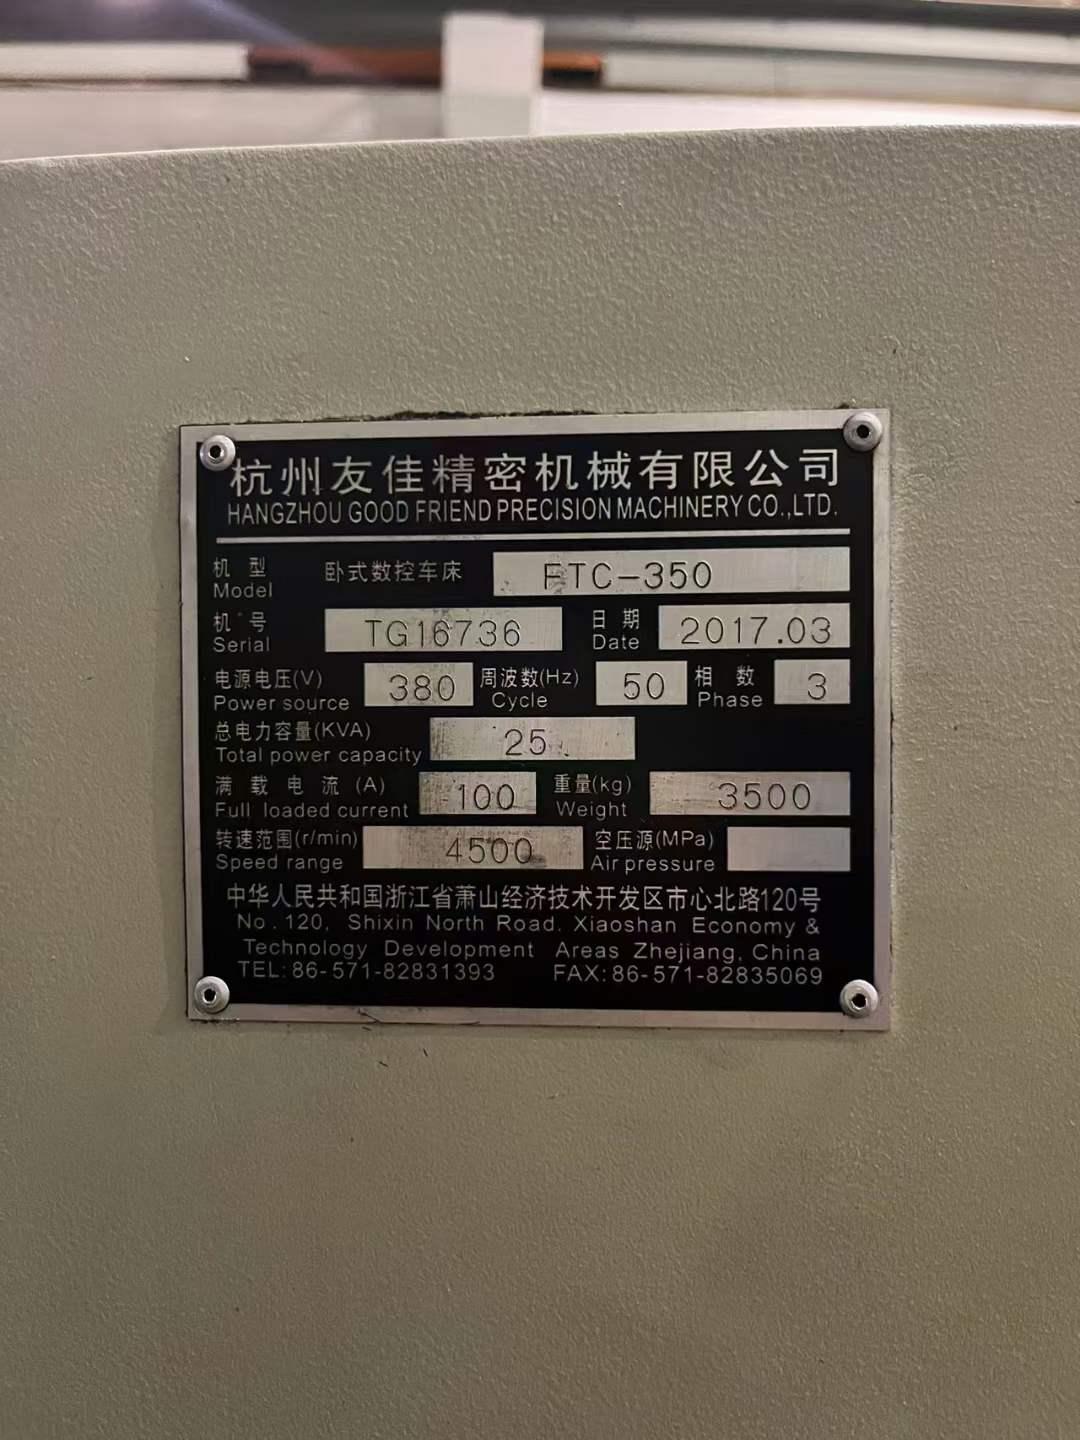 杭州友佳精密机械有限公司
HANGZHOU GOOD FRIEND PRECISION MACHINERY CO.,LTD.
机型 卧式数控车床 FTC-350
Model
机号 TG16736 日期 2017.03
Serial Date
电源电压(V) 380 周波数(Hz) 50 相数 3
Power source Cycle Phase
总电力容量(KVA) 25
Total power capacity
满载电流(A) 100 重量(kg) 3500
Full loaded current Weight
转速范围(r/min) 4500 空压源(MPa)
Speed range Air pressure
中华人民共和国浙江省萧山经济技术开发区市心北路120号
No.120, Shixin North Road. Xiaoshan Economy &
Technology Development Areas Zhejiang, China
TEL:86-571-82831393 FAX:86-571-82835069